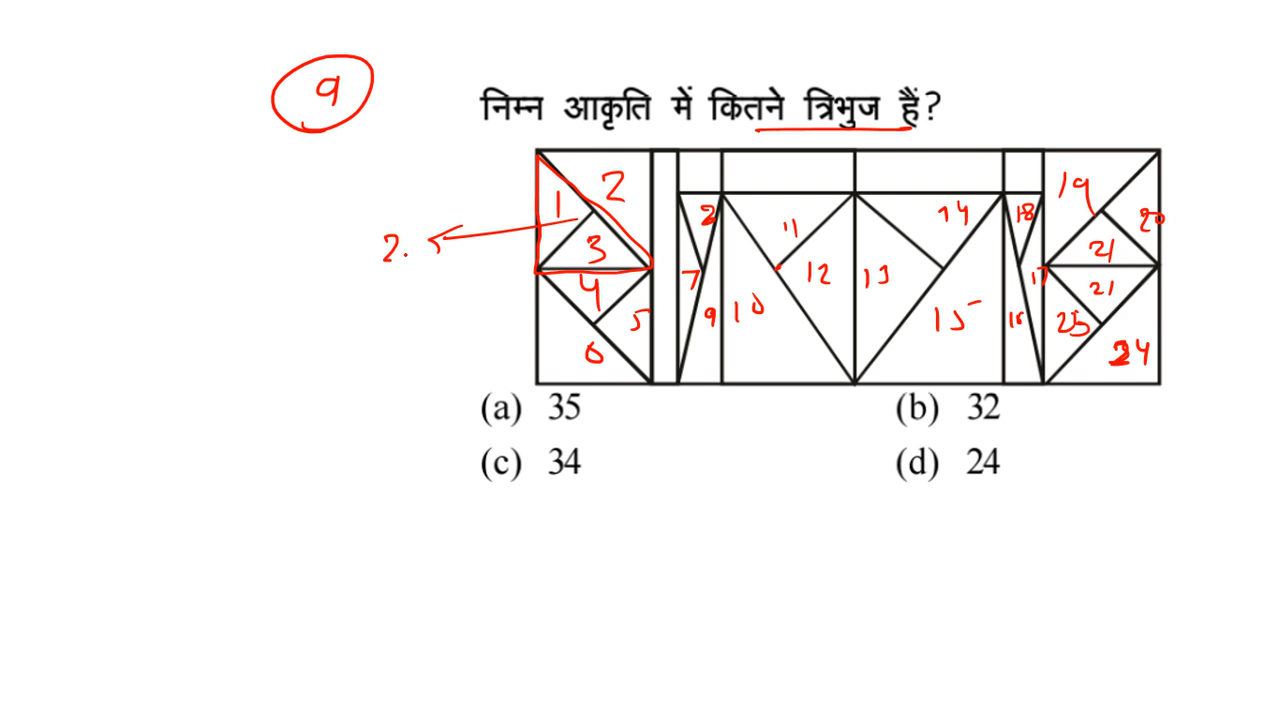 9
निम्न आकृति में कितने त्रिभुज हैं?
1 2 19
2 11 14 18 20
2. 3 21
4 7 12 13 17 21
5 9 10 15 16 23
6 24
(a) 35 (b) 32
(c) 34 (d) 24